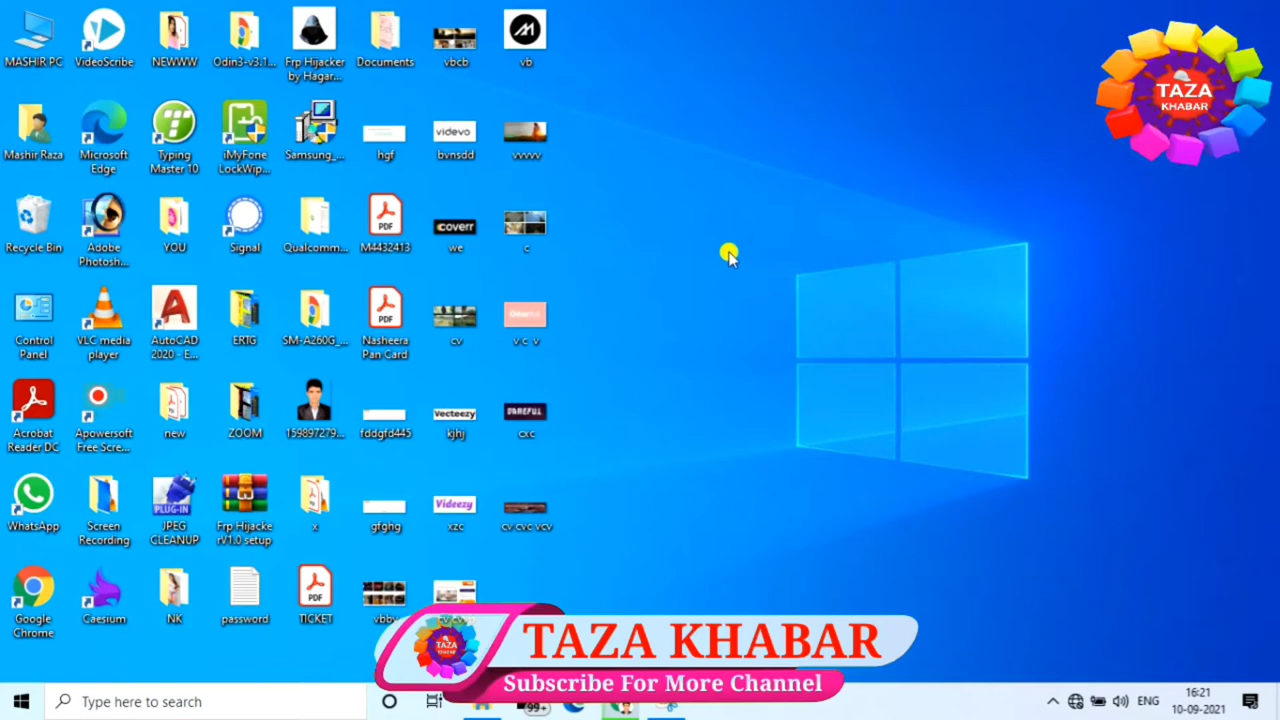 MASHIR PC
VideoScribe
NEWWW
Odin3-v3.1...
Frp Hijacker
by Hagar...
Documents
vbcb
vb
TAZA
KHABAR
Mashir Raza
Microsoft
Edge
Typing
Master 10
iMyFone
LockWip...
Samsung_...
hgf
videvo
bvnsdd
vvvvv
Recycle Bin
Adobe
Photosh...
YOU
Signal
Qualcomm...
PDF
M4432413
coverr
we
c
Control
Panel
VLC media
player
AutoCAD
2020 - E...
ERTG
SM-A260G_...
PDF
Nasheera
Pan Card
cv
v c v
Acrobat
Reader DC
Apowersoft
Free Scre...
new
ZOOM
159897279...
fddgfd445
Vecteezy
kjhj
cxc
WhatsApp
Screen
Recording
PLUG-IN
JPEG
CLEANUP
Frp Hijacke
rV1.0 setup
x
gfghg
Videezy
xzc
cv cvc vcv
Google
Chrome
Caesium
NK
password
PDF
TICKET
TAZA
KHABAR
TAZA KHABAR
Subscribe For More Channel
Type here to search
99+
ENG
16:21
10-09-2021